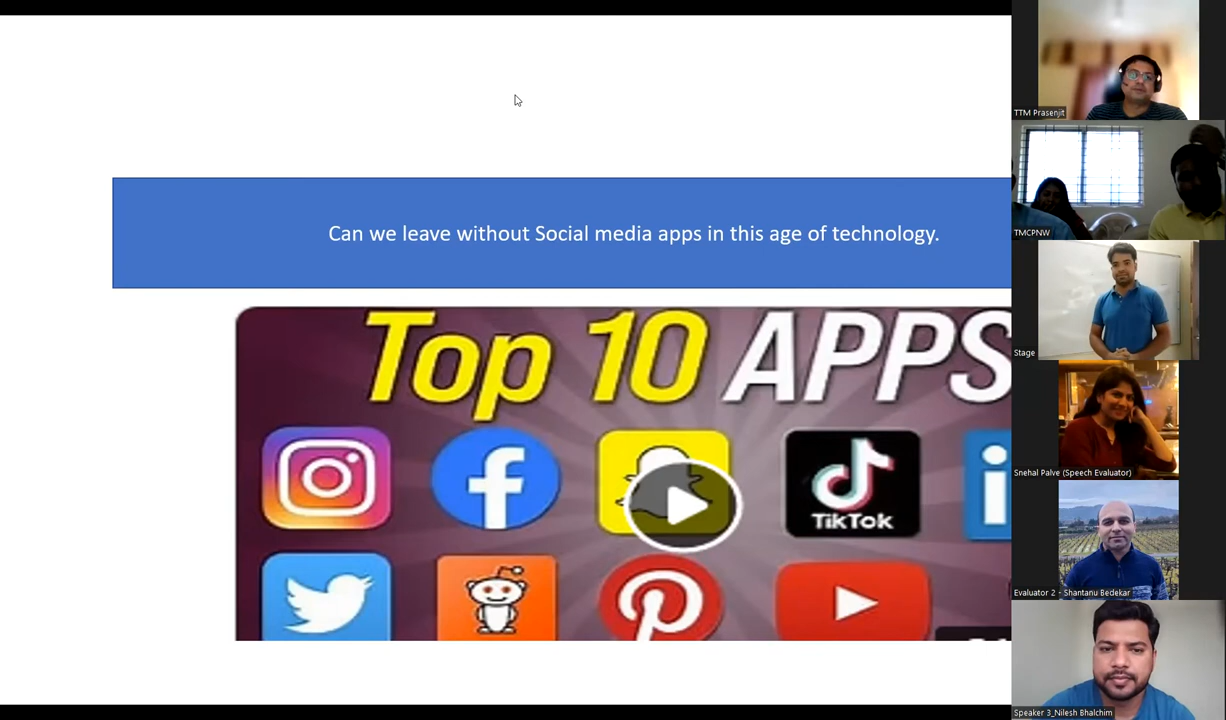 Can we leave without Social media apps in this age of technology.
Top 10 APPS
TikTok
TTM Prasenjit
TMCPNW
Stage
Snehal Palve (Speech Evaluator)
Evaluator 2 - Shantanu Bedekar
Speaker 3_Nilesh Bhalchim